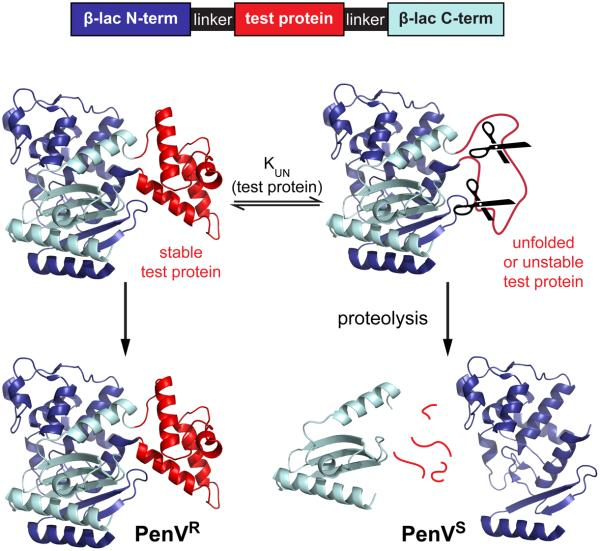 β-lac N-term linker test protein linker β-lac C-term
K_UN
(test protein)
stable
test protein
unfolded
or unstable
test protein
proteolysis
PenV^R
PenV^S